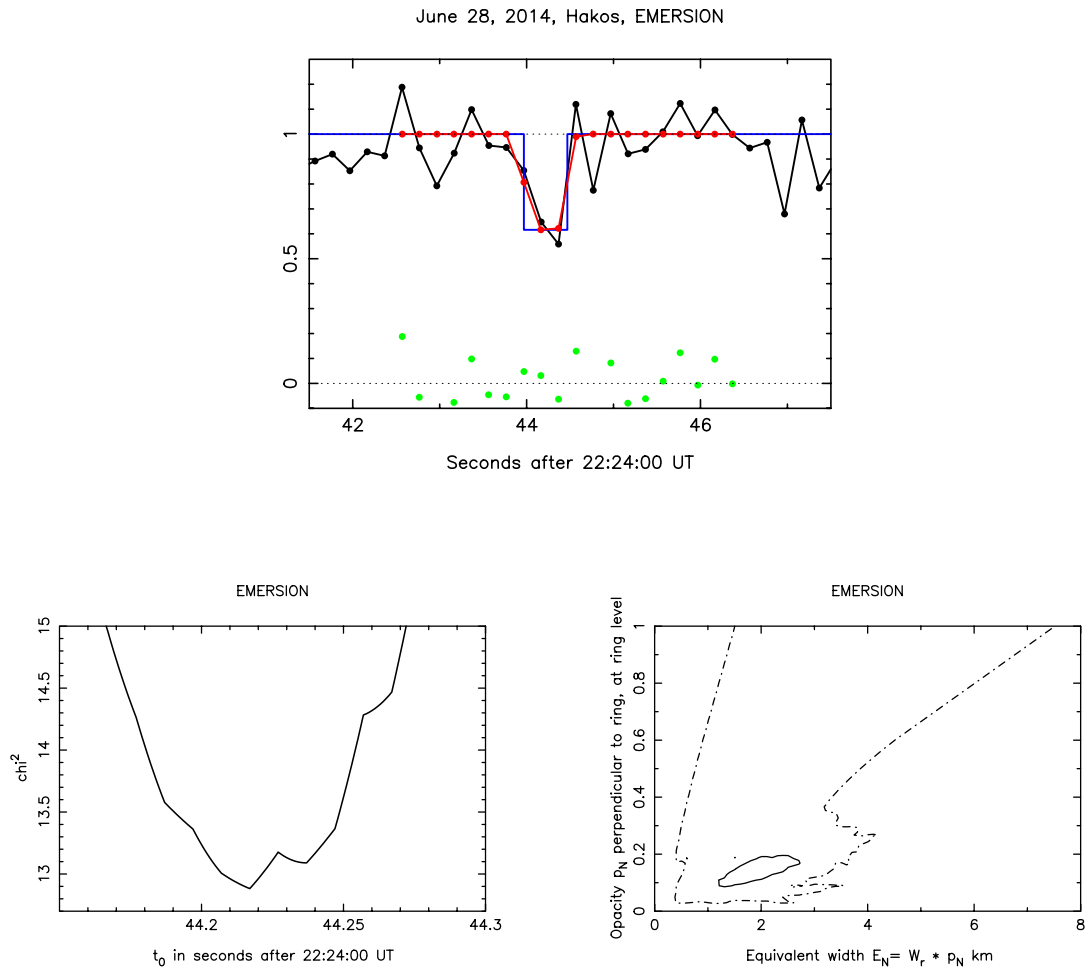 June 28, 2014, Hakos, EMERSION
1
0.5
0
42 44 46
Seconds after 22:24:00 UT
EMERSION
15
14.5
14
13.5
13
chi²
44.2 44.25 44.3
t₀ in seconds after 22:24:00 UT
EMERSION
Opacity p_N perpendicular to ring, at ring level
1
0.8
0.6
0.4
0.2
0
0 2 4 6 8
Equivalent width E_N= W_r * p_N km